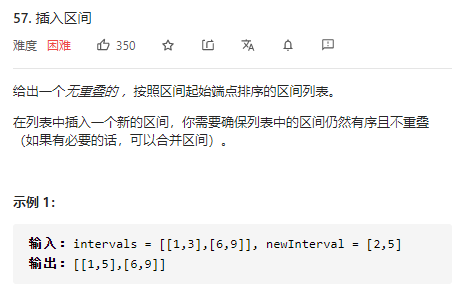 57. 插入区间
难度 困难 350
给出一个无重叠的 ，按照区间起始端点排序的区间列表。
在列表中插入一个新的区间，你需要确保列表中的区间仍然有序且不重叠
（如果有必要的话，可以合并区间）。
示例 1：
输入：intervals = [[1,3],[6,9]], newInterval = [2,5]
输出：[[1,5],[6,9]]